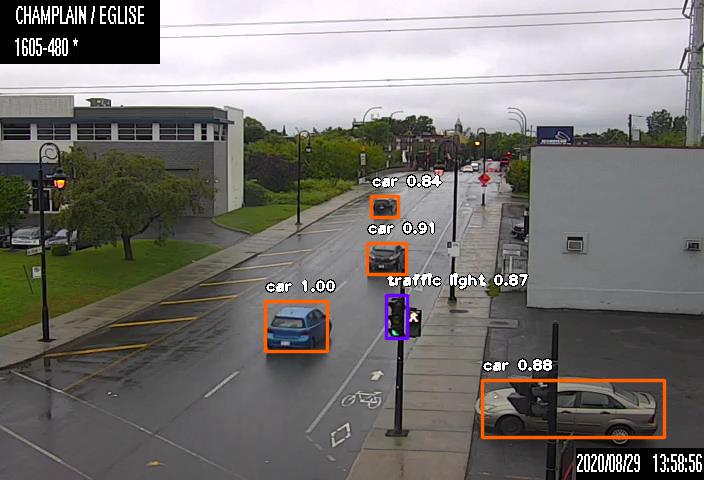 CHAMPLAIN / EGLISE
1605-480 *
car 0.84
car 0.91
traffic light 0.87
car 1.00
car 0.88
2020/08/29 13:58:56